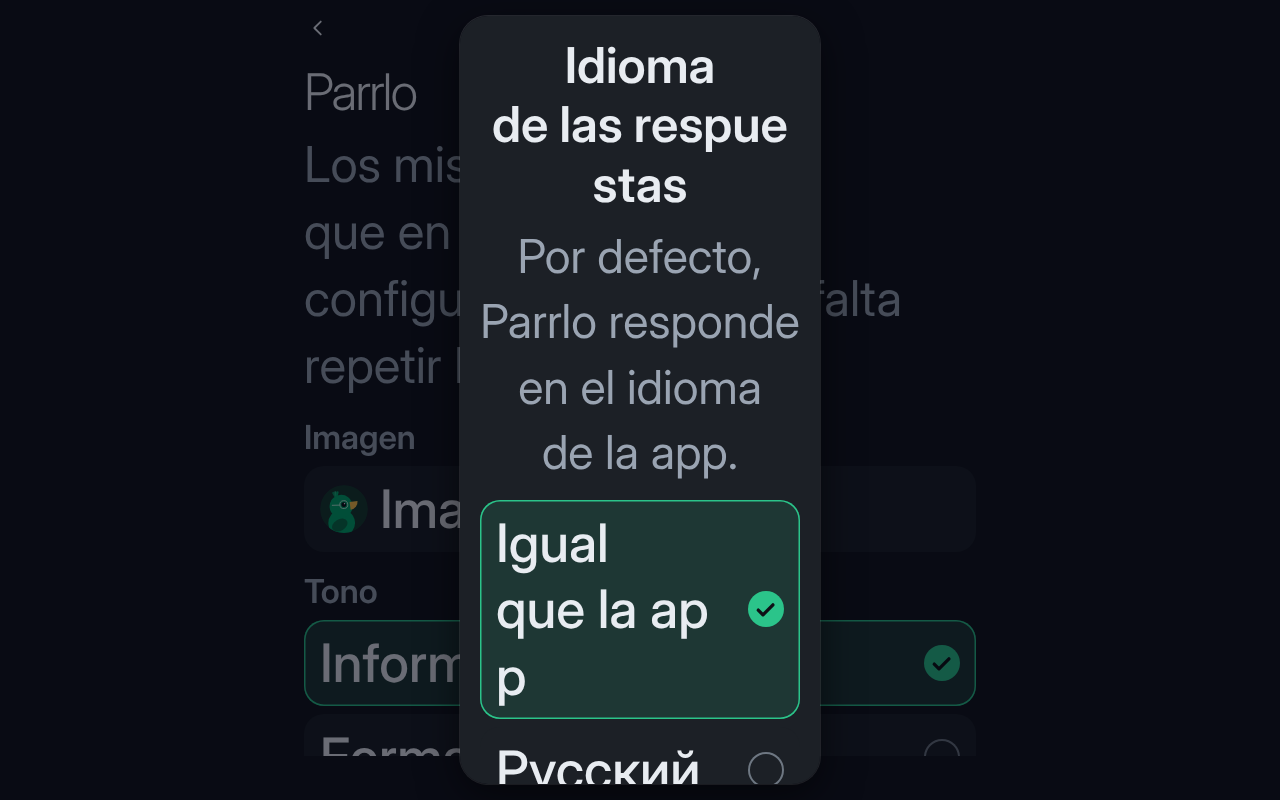 Parrlo
Los mis
que en
configu
falta
repetir
Imagen
Ima
Tono
Inform
Forma
Idioma
de las respue
stas
Por defecto,
Parrlo responde
en el idioma
de la app.
Igual
que la ap
p
Русский